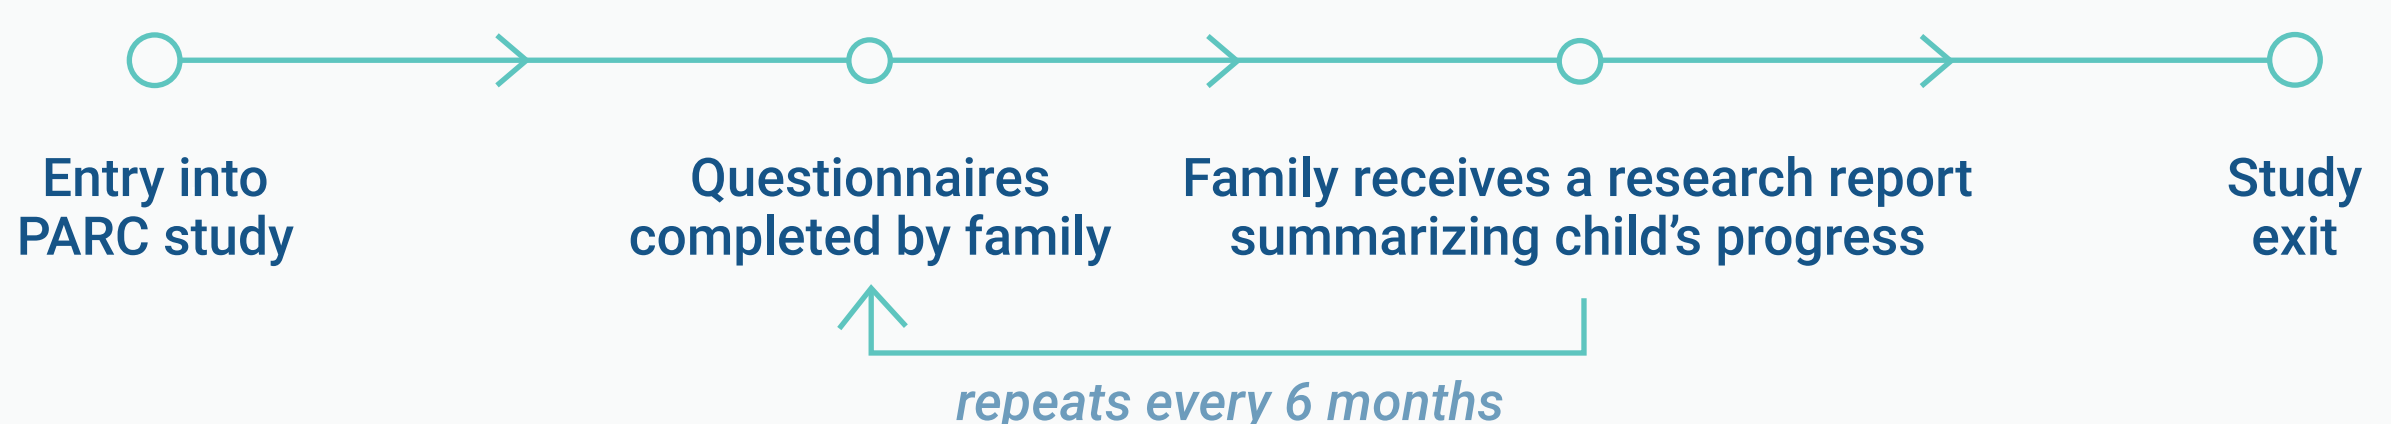 Entry into
PARC study
Questionnaires
completed by family
Family receives a research report
summarizing child's progress
Study
exit
repeats every 6 months